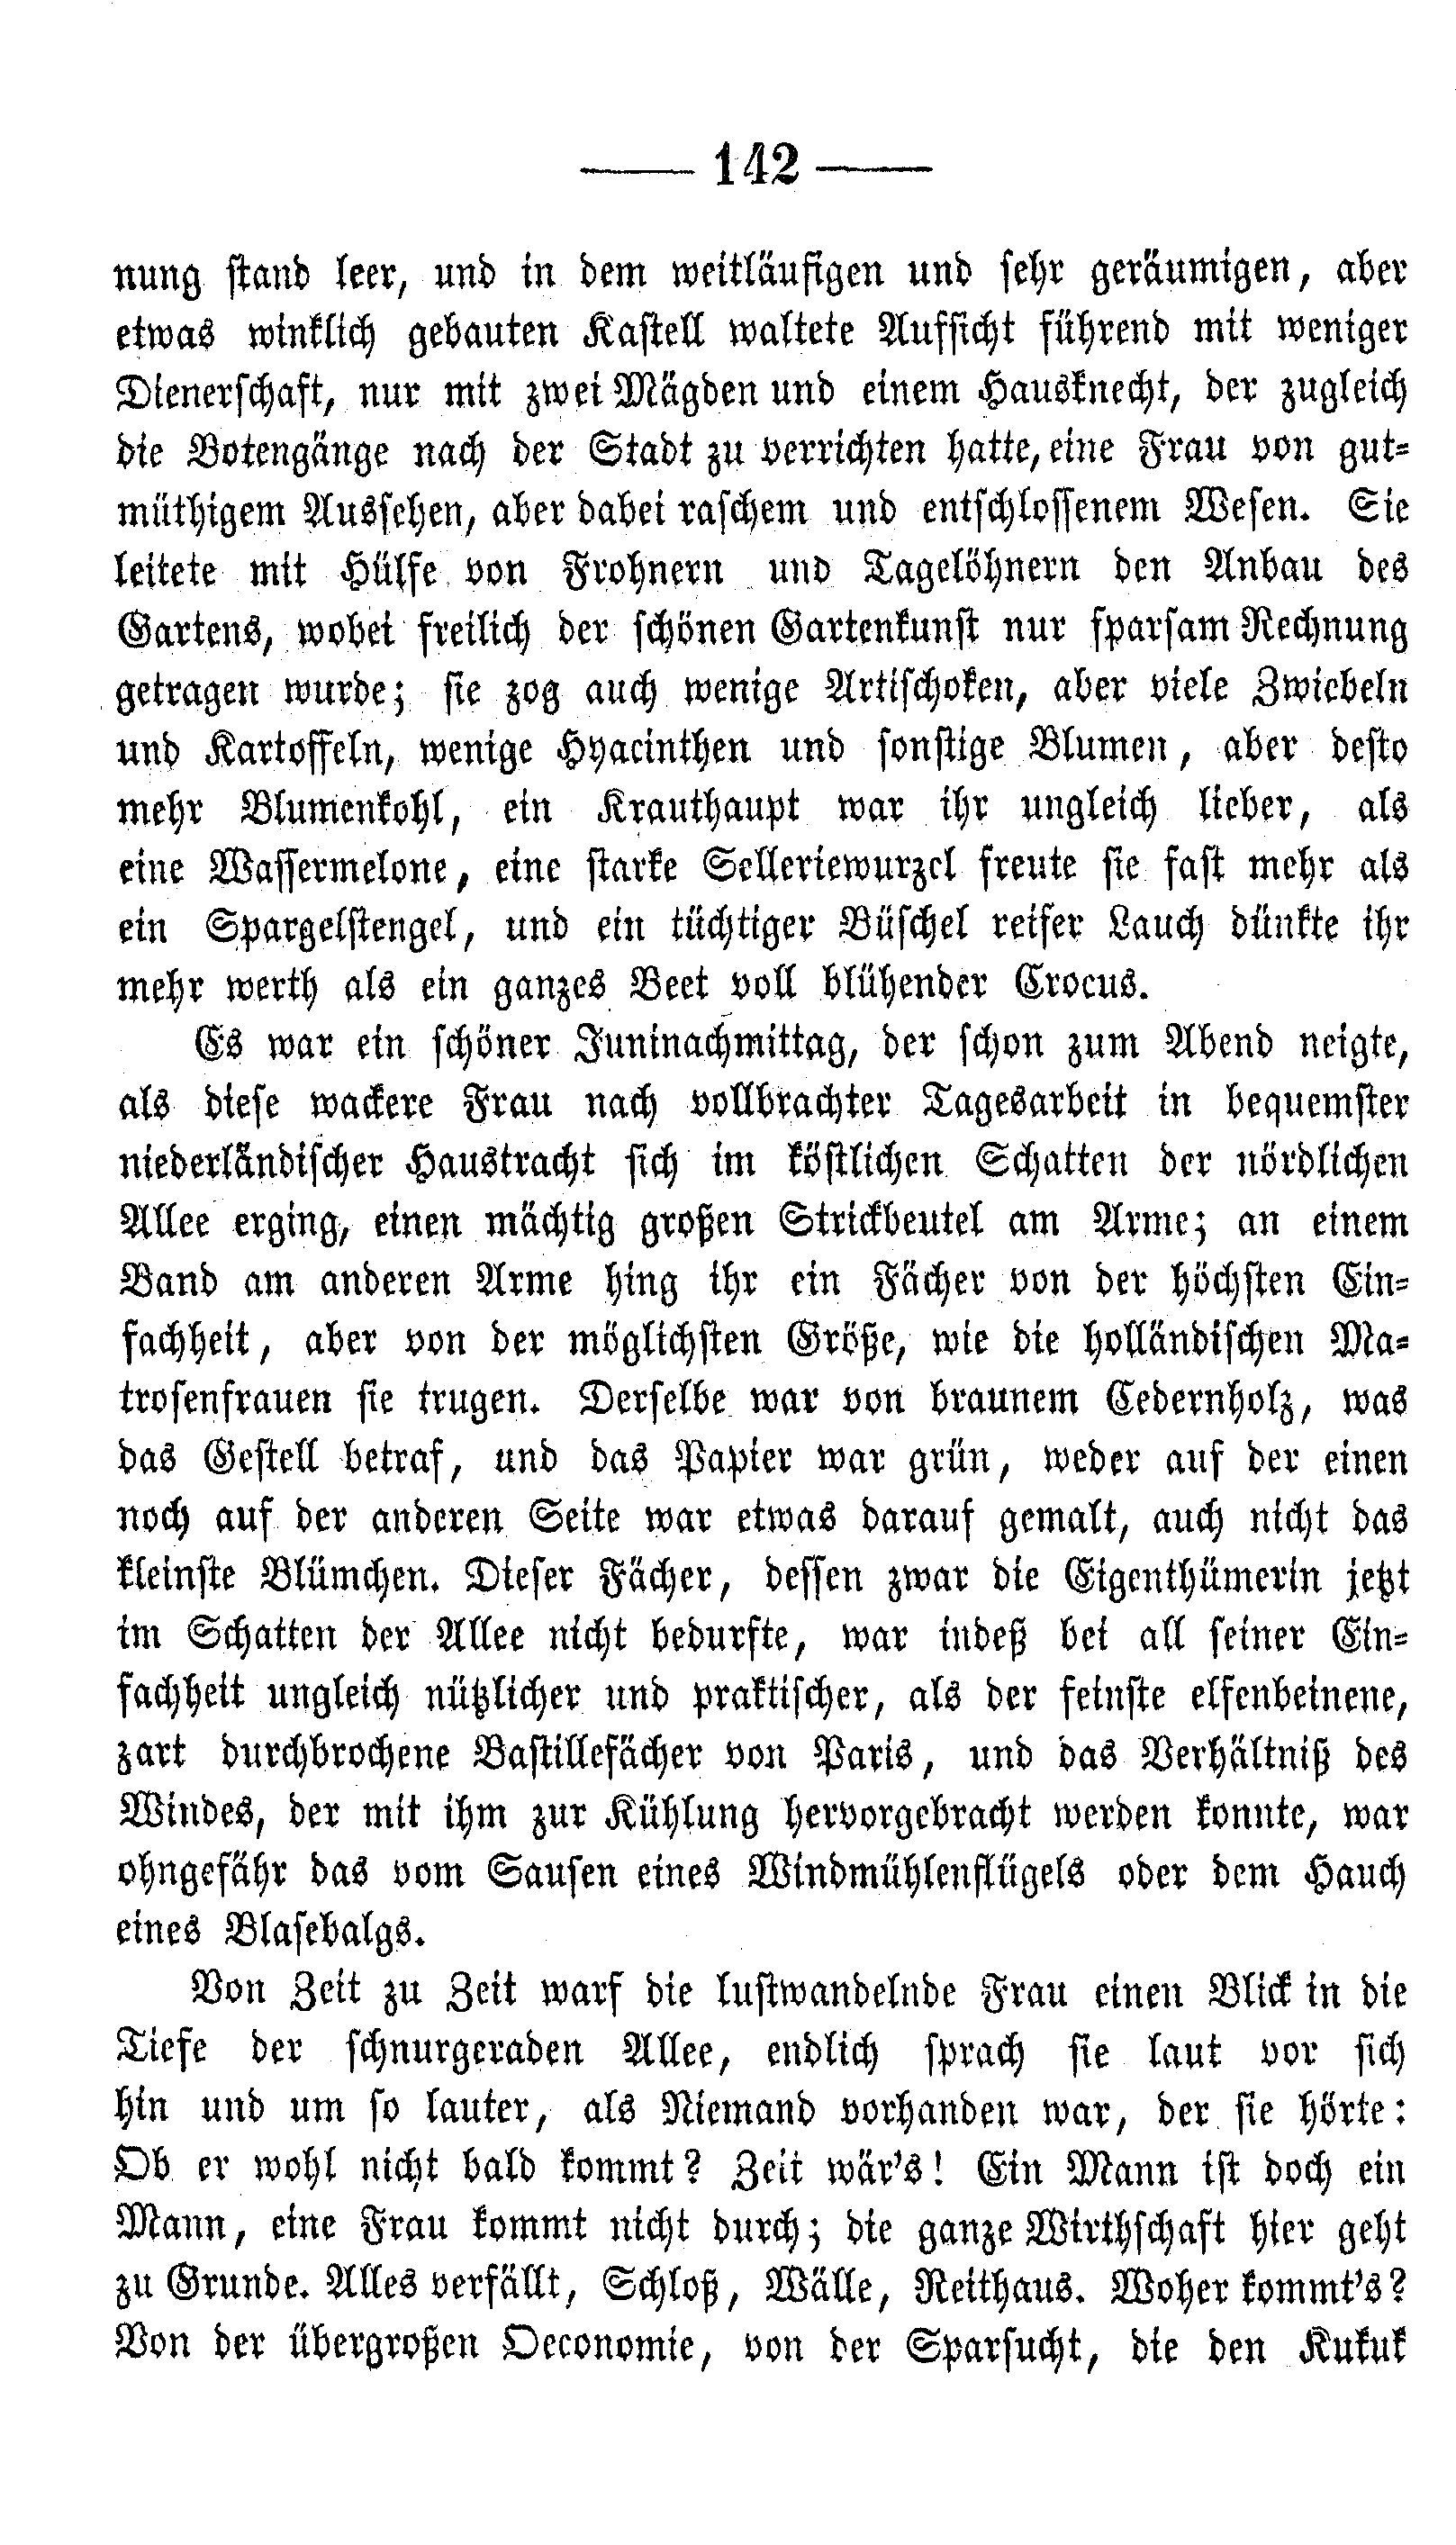 — 142 —
nung stand leer, und in dem weitläufigen und sehr geräumigen, aber
etwas winklich gebauten Kastell waltete Aufsicht führend mit weniger
Dienerschaft, nur mit zwei Mägden und einem Hausknecht, der zugleich
die Botengänge nach der Stadt zu verrichten hatte, eine Frau von gut-
müthigem Aussehen, aber dabei raschem und entschlossenem Wesen. Sie
leitete mit Hülfe von Frohnern und Tagelöhnern den Anbau des
Gartens, wobei freilich der schönen Gartenkunst nur sparsam Rechnung
getragen wurde; sie zog auch wenige Artischoken, aber viele Zwiebeln
und Kartoffeln, wenige Hyacinthen und sonstige Blumen, aber desto
mehr Blumenkohl, ein Krauthaupt war ihr ungleich lieber, als
eine Wassermelone, eine starke Selleriewurzel freute sie fast mehr als
ein Spargelstengel, und ein tüchtiger Büschel reifer Lauch dünkte ihr
mehr werth als ein ganzes Beet voll blühender Crocus.
Es war ein schöner Juninachmittag, der schon zum Abend neigte,
als diese wackere Frau nach vollbrachter Tagesarbeit in bequemster
niederländischer Haustracht sich im köstlichen Schatten der nördlichen
Allee erging, einen mächtig großen Strickbeutel am Arme; an einem
Band am anderen Arme hing ihr ein Fächer von der höchsten Ein-
fachheit, aber von der möglichsten Größe, wie die holländischen Ma-
trosenfrauen sie trugen. Derselbe war von braunem Cedernholz, was
das Gestell betraf, und das Papier war grün, weder auf der einen
noch auf der anderen Seite war etwas darauf gemalt, auch nicht das
kleinste Blümchen. Dieser Fächer, dessen zwar die Eigenthümerin jetzt
im Schatten der Allee nicht bedurfte, war indeß bei all seiner Ein-
fachheit ungleich nützlicher und praktischer, als der feinste elfenbeinene,
zart durchbrochene Bastillefächer von Paris, und das Verhältniß des
Windes, der mit ihm zur Kühlung hervorgebracht werden konnte, war
ohngefähr das vom Sausen eines Windmühlenflügels oder dem Hauch
eines Blasebalgs.
Von Zeit zu Zeit warf die lustwandelnde Frau einen Blick in die
Tiefe der schnurgeraden Allee, endlich sprach sie laut vor sich
hin und um so lauter, als Niemand vorhanden war, der sie hörte:
Ob er wohl nicht bald kommt? Zeit wär's! Ein Mann ist doch ein
Mann, eine Frau kommt nicht durch; die ganze Wirthschaft hier geht
zu Grunde. Alles verfällt, Schloß, Wälle, Reithaus. Woher kommt's?
Von der übergroßen Oeconomie, von der Sparsucht, die den Kukuk